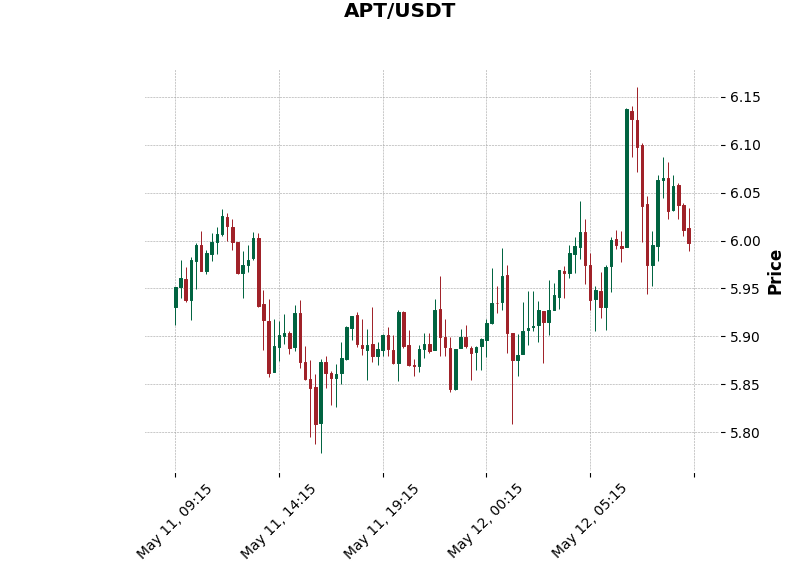 APT/USDT
6.15
6.10
6.05
6.00
5.95
5.90
5.85
5.80
Price
May 11, 09:15
May 11, 14:15
May 11, 19:15
May 12, 00:15
May 12, 05:15